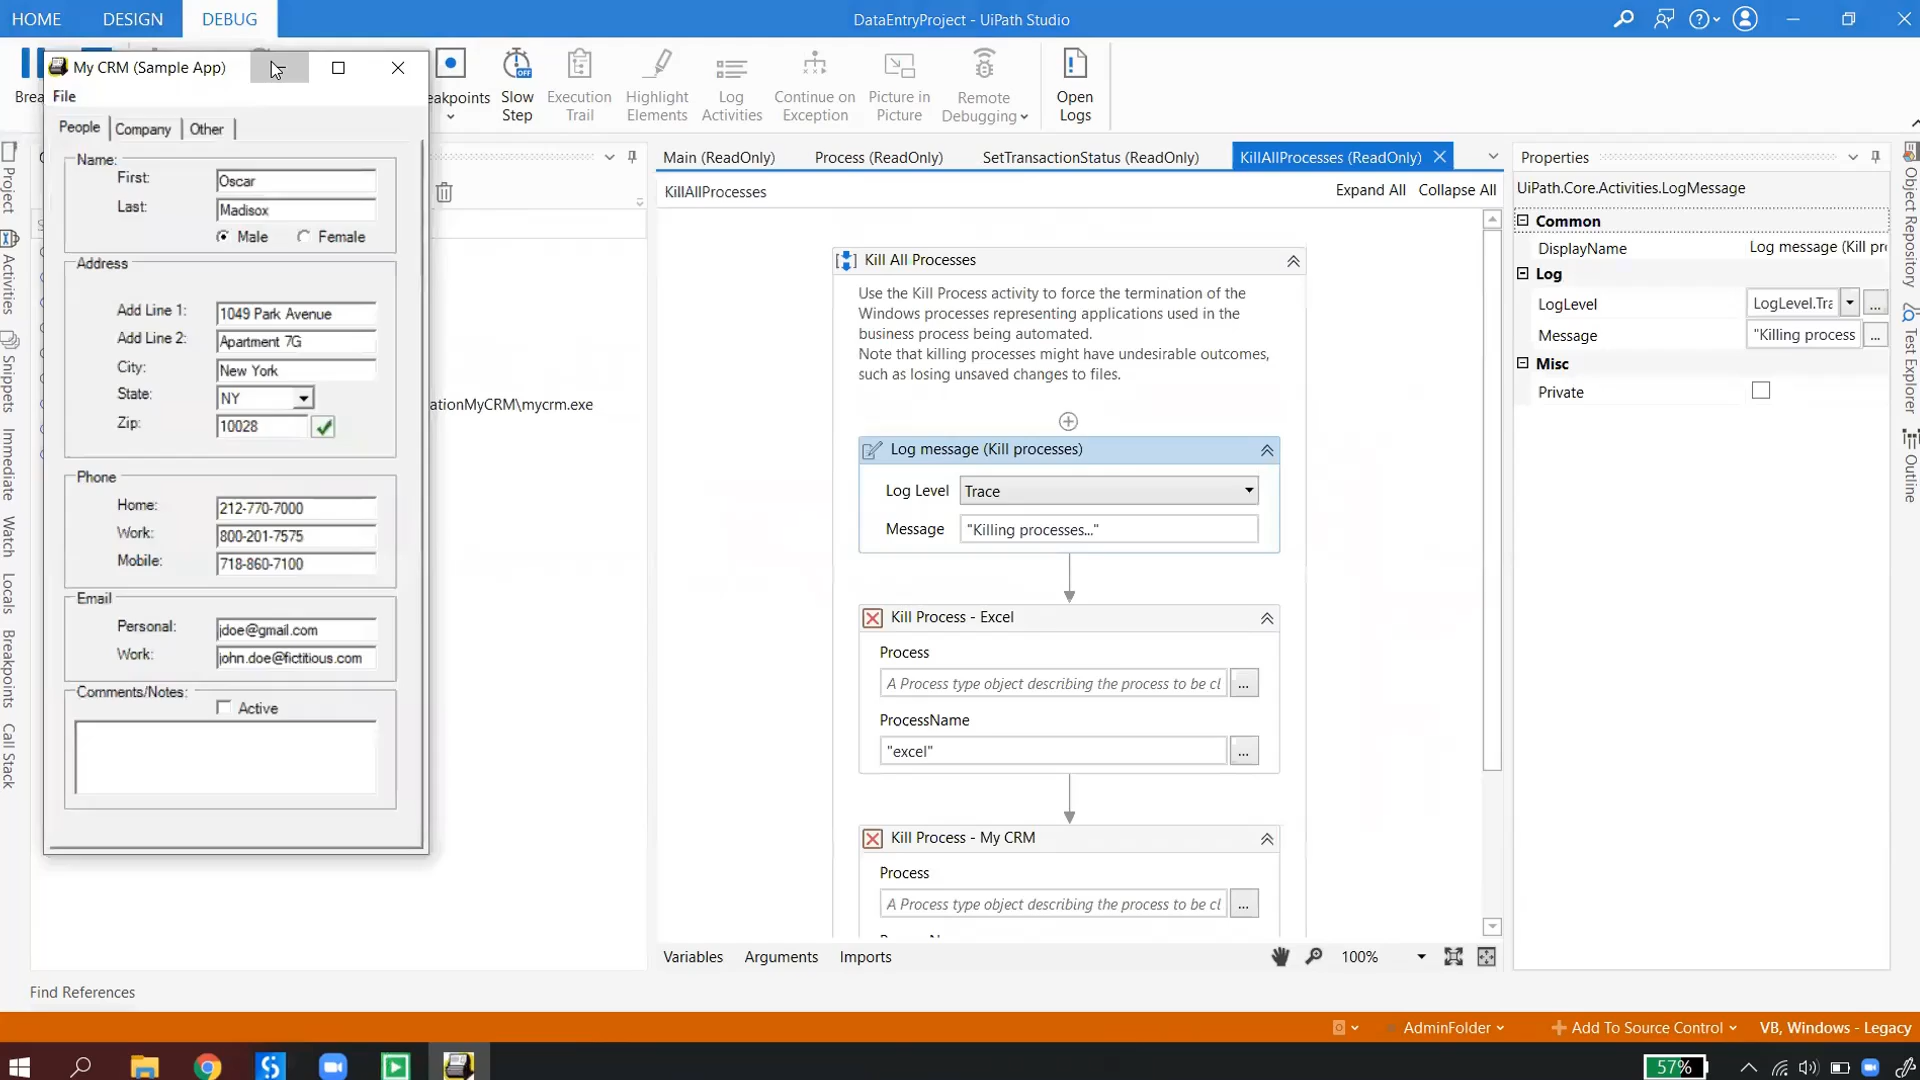 HOME DESIGN DEBUG
DataEntryProject - UiPath Studio
My CRM (Sample App)
File
People Company Other
Name:
First: Oscar
Last: Madisox
Male Female
Address
Add Line 1: 1049 Park Avenue
Add Line 2: Apartment 7G
City: New York
State: NY
Zip: 10028
Phone
Home: 212-770-7000
Work: 800-201-7575
Mobile: 718-860-7100
Email
Personal: jdoe@gmail.com
Work: john.doe@fictitious.com
Comments/Notes:
Active
Brea
eakpoints
Slow
Step
OFF
Execution
Trail
Highlight
Elements
Log
Activities
Continue on
Exception
Picture in
Picture
Remote
Debugging
Open
Logs
Project
Activities
Snippets
Immediate
Watch
Locals
Breakpoints
Call Stack
ationMyCRM\mycrm.exe
Main (ReadOnly) Process (ReadOnly) SetTransactionStatus (ReadOnly) KillAllProcesses (ReadOnly)
KillAllProcesses
Expand All Collapse All
Kill All Processes
Use the Kill Process activity to force the termination of the
Windows processes representing applications used in the
business process being automated.
Note that killing processes might have undesirable outcomes,
such as losing unsaved changes to files.
Log message (Kill processes)
Log Level Trace
Message "Killing processes..."
Kill Process - Excel
Process
A Process type object describing the process to be cl
...
ProcessName
"excel"
...
Kill Process - My CRM
Process
A Process type object describing the process to be cl
...
Variables Arguments Imports
100%
Properties
UiPath.Core.Activities.LogMessage
Common
DisplayName Log message (Kill pr
Log
LogLevel LogLevel.Tra ...
Message "Killing process ...
Misc
Private
Object Repository
Test Explorer
Outline
Find References
AdminFolder
Add To Source Control
VB, Windows - Legacy
57%